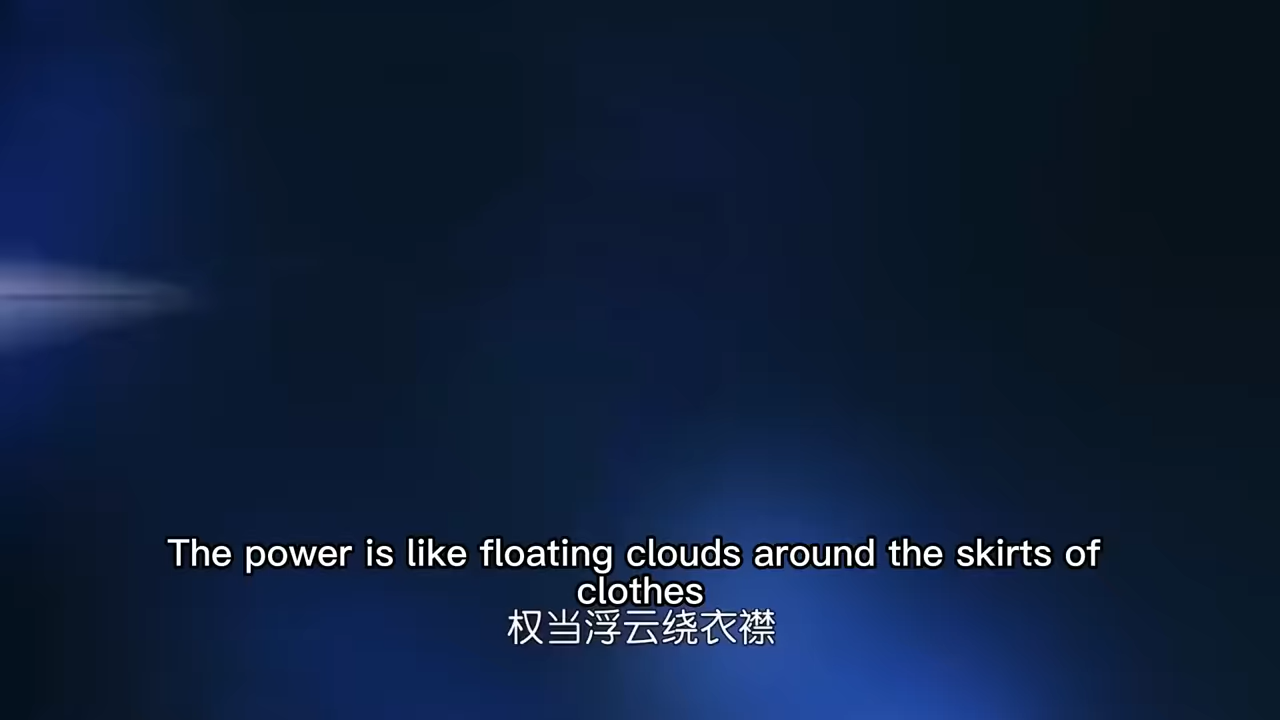 The power is like floating clouds around the skirts of
clothes
权当浮云绕衣襟